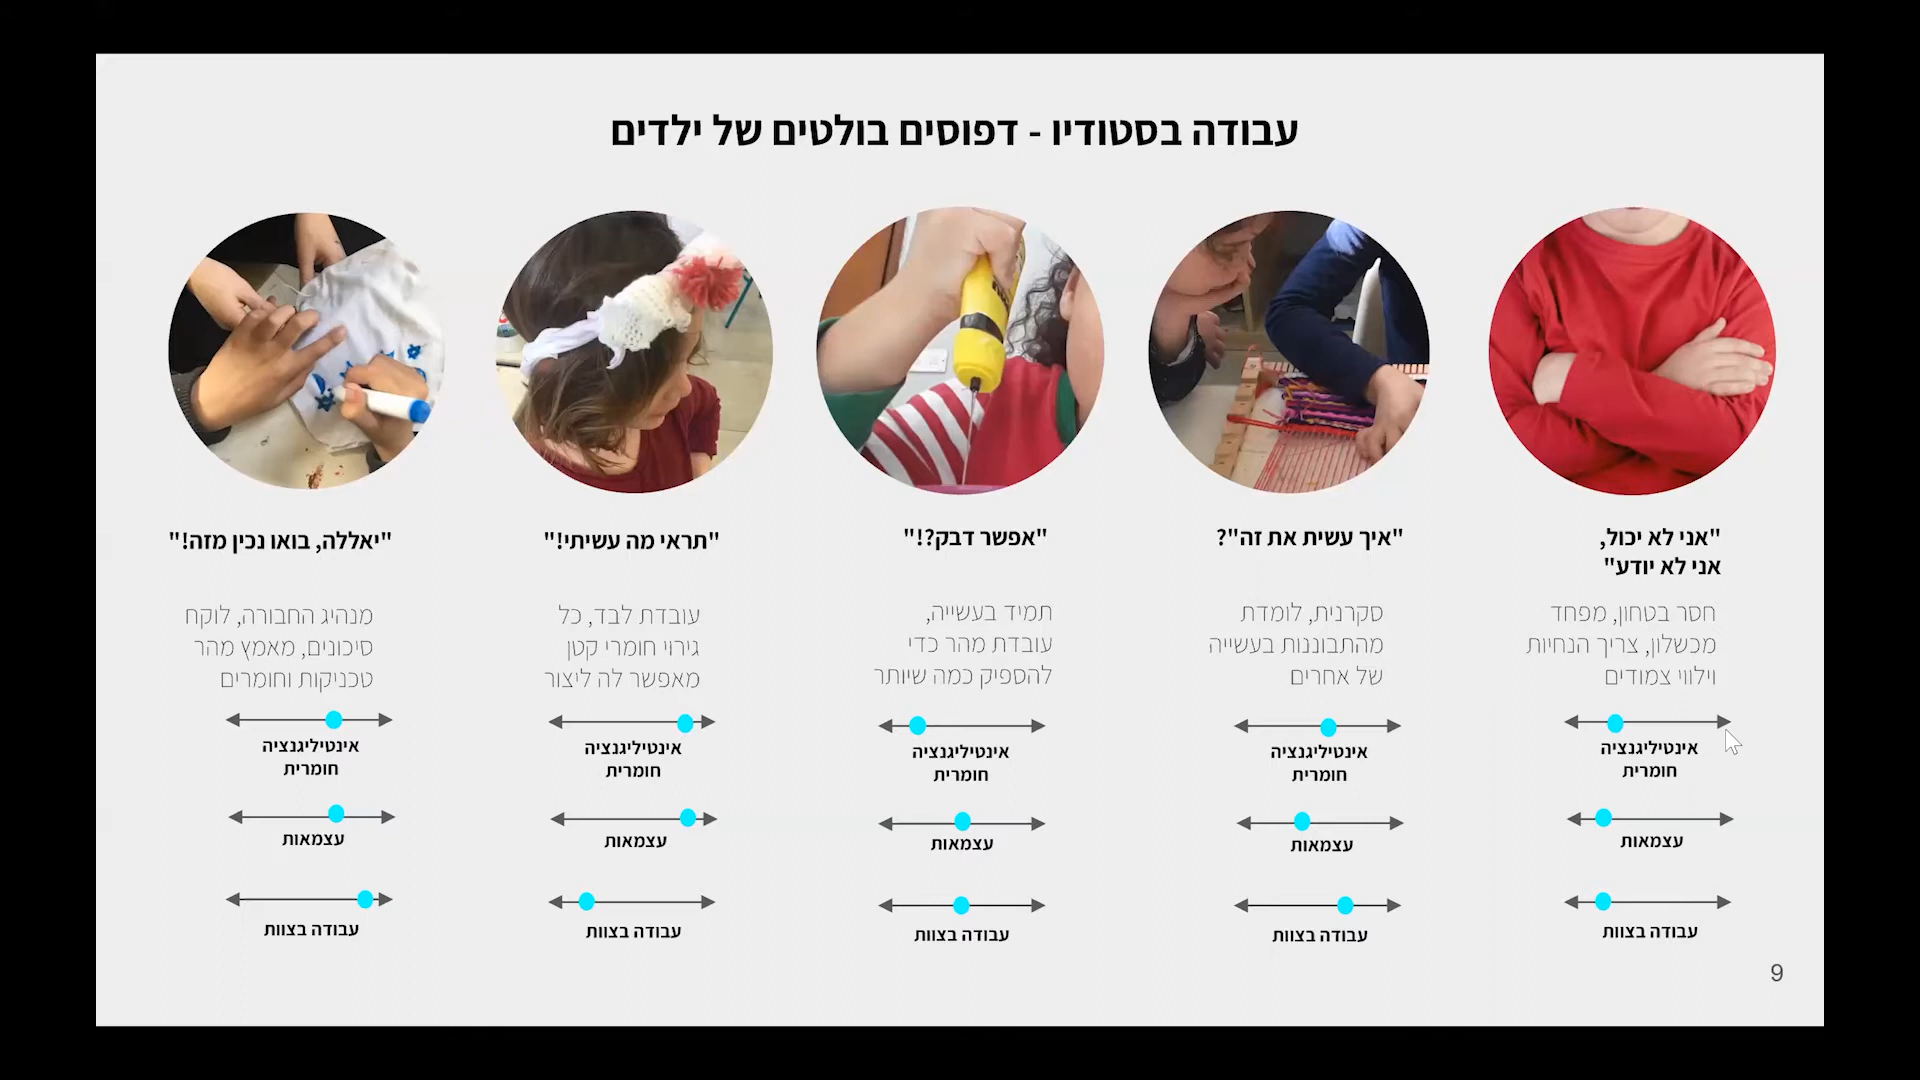 עבודה בסטודיו - דפוסים בולטים של ילדים
"אני לא יכול,
אני לא יודע"
חסר בטחון, מפחד
מכשלון, צריך הנחיות
וילווי צמודים
אינטיליגנציה
חומרית
עצמאות
עבודה בצוות
"איך עשית את זה"?
סקרנית, לומדת
מהתבוננות בעשייה
של אחרים
אינטיליגנציה
חומרית
עצמאות
עבודה בצוות
"אפשר דבק?!"
תמיד בעשייה,
עובדת מהר כדי
להספיק כמה שיותר
אינטיליגנציה
חומרית
עצמאות
עבודה בצוות
"תראי מה עשיתי!"
עובדת לבד, כל
גירוי חומרי קטן
מאפשר לה ליצור
אינטיליגנציה
חומרית
עצמאות
עבודה בצוות
"יאללה, בואו נכין מזה!"
מנהיג החבורה, לוקח
סיכונים, מאמץ מהר
טכניקות וחומרים
אינטיליגנציה
חומרית
עצמאות
עבודה בצוות
9